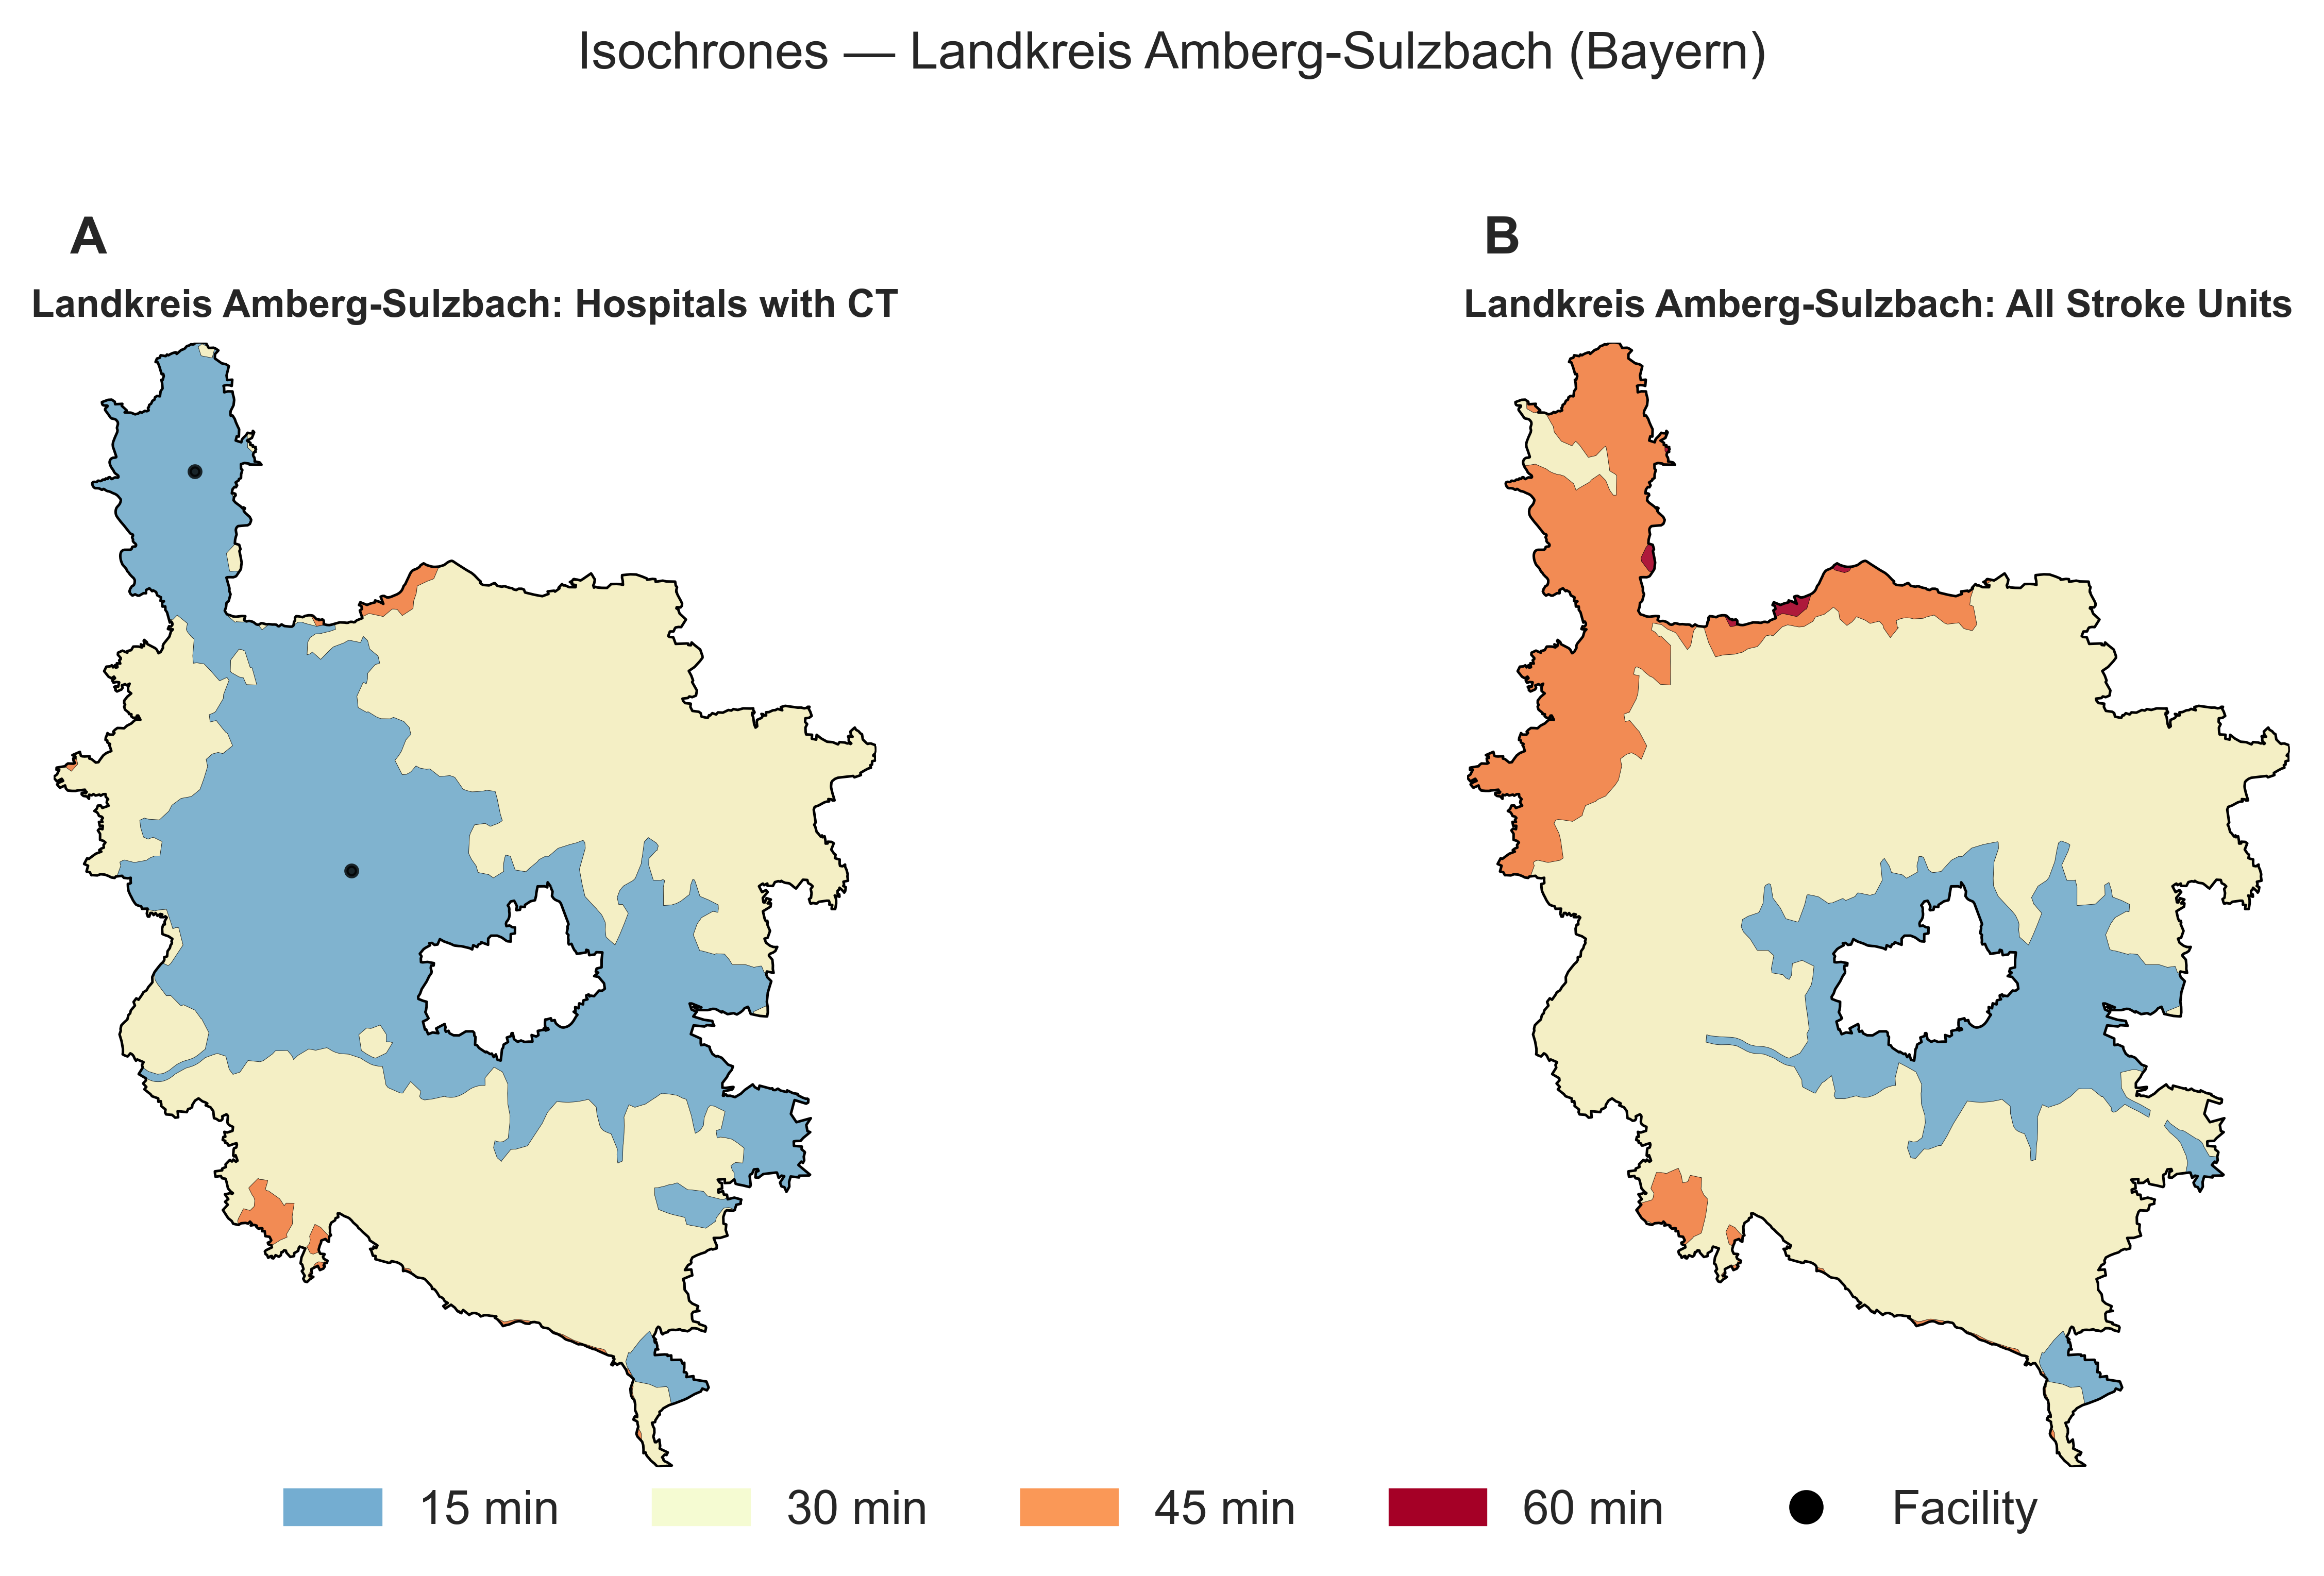 Isochrones — Landkreis Amberg-Sulzbach (Bayern)
A
Landkreis Amberg-Sulzbach: Hospitals with CT
B
Landkreis Amberg-Sulzbach: All Stroke Units
15 min
30 min
45 min
60 min
Facility